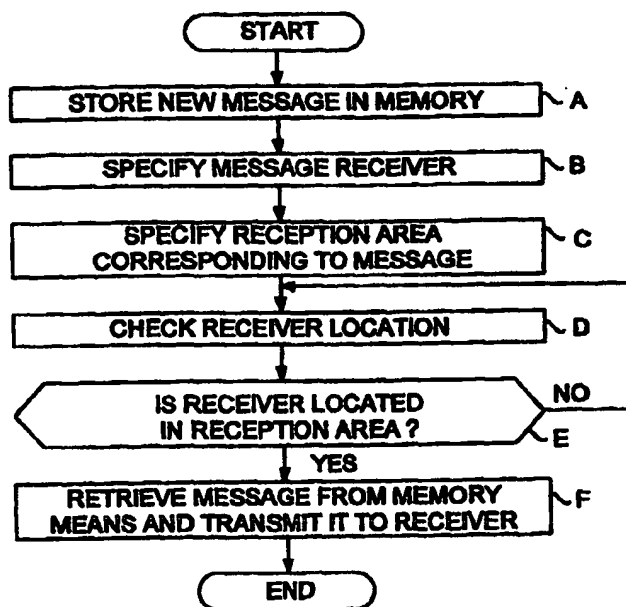 START
STORE NEW MESSAGE IN MEMORY
A
SPECIFY MESSAGE RECEIVER
B
SPECIFY RECEPTION AREA
CORRESPONDING TO MESSAGE
C
CHECK RECEIVER LOCATION
D
IS RECEIVER LOCATED
IN RECEPTION AREA ?
NO
E
YES
RETRIEVE MESSAGE FROM MEMORY
MEANS AND TRANSMIT IT TO RECEIVER
F
END